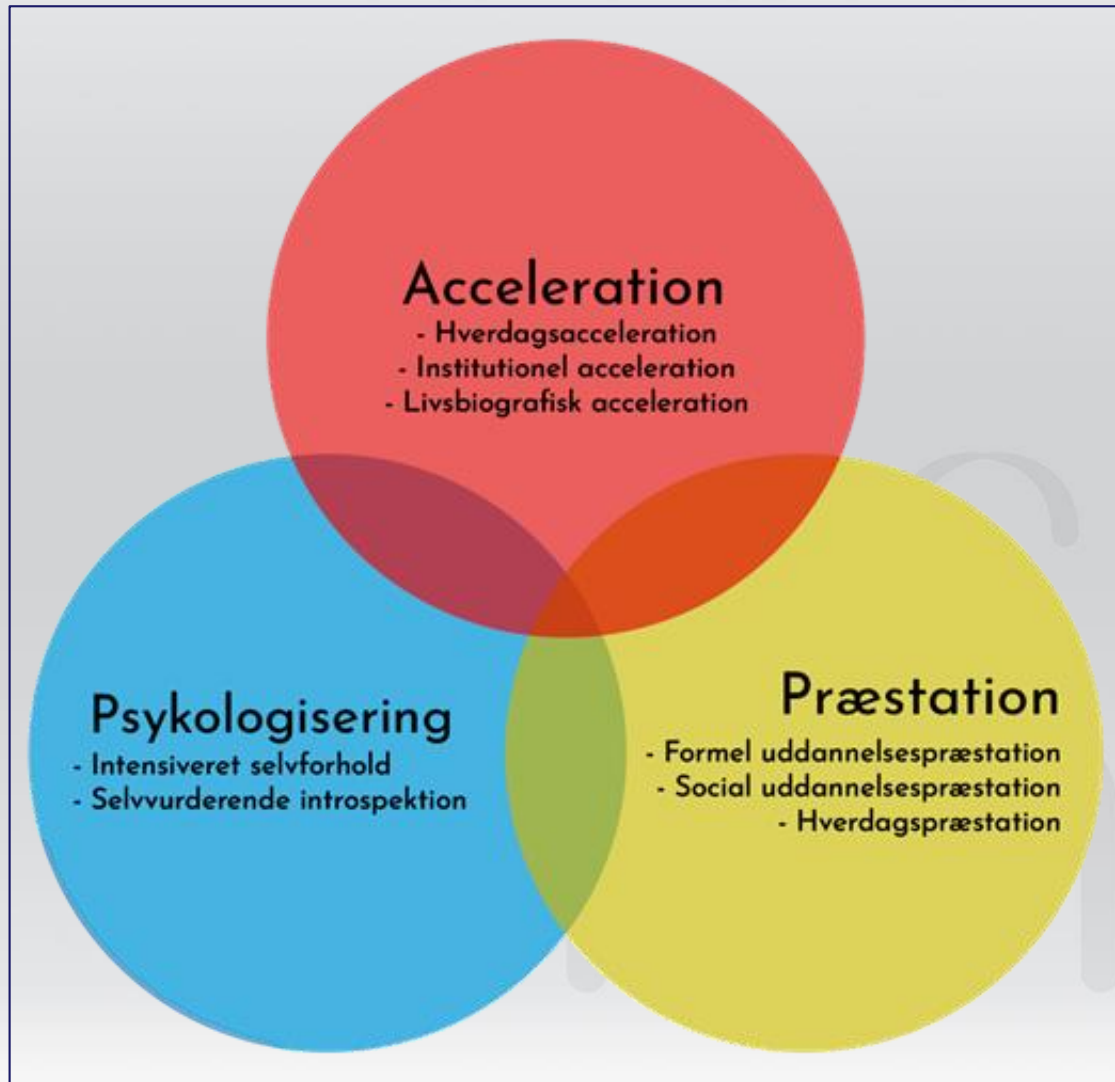 Acceleration
- Hverdagsacceleration
- Institutionel acceleration
- Livsbiografisk acceleration
Psykologisering
- Intensiveret selvforhold
- Selvvurderende introspektion
Præstation
- Formel uddannelsespræstation
- Social uddannelsespræstation
- Hverdagspræstation